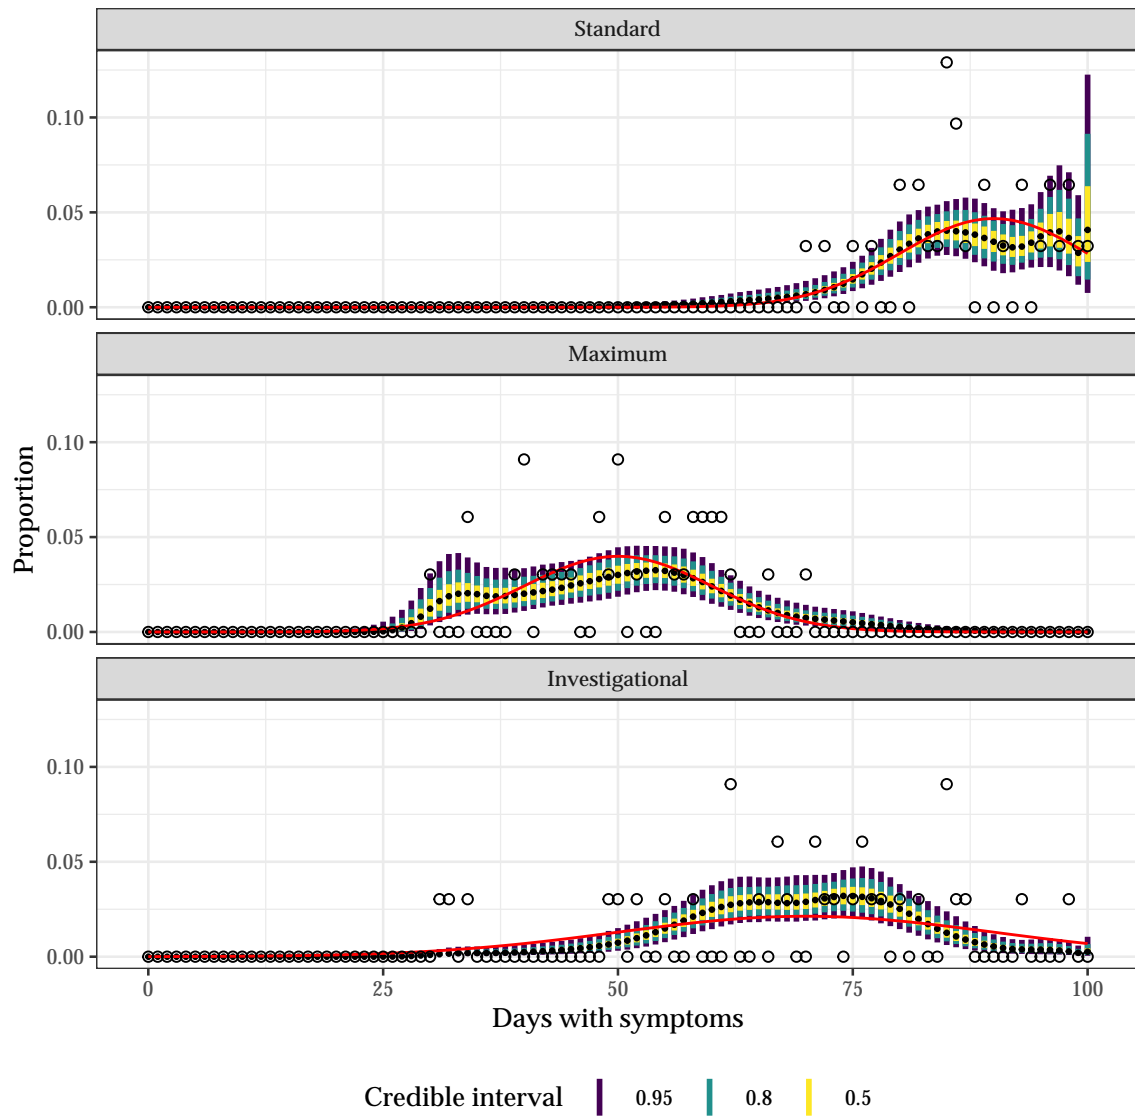 Standard
0.10
0.05
0.00
Maximum
0.10
0.05
0.00
Proportion
Investigational
0.10
0.05
0.00
0 25 50 75 100
Days with symptoms
Credible interval 0.95 0.8 0.5